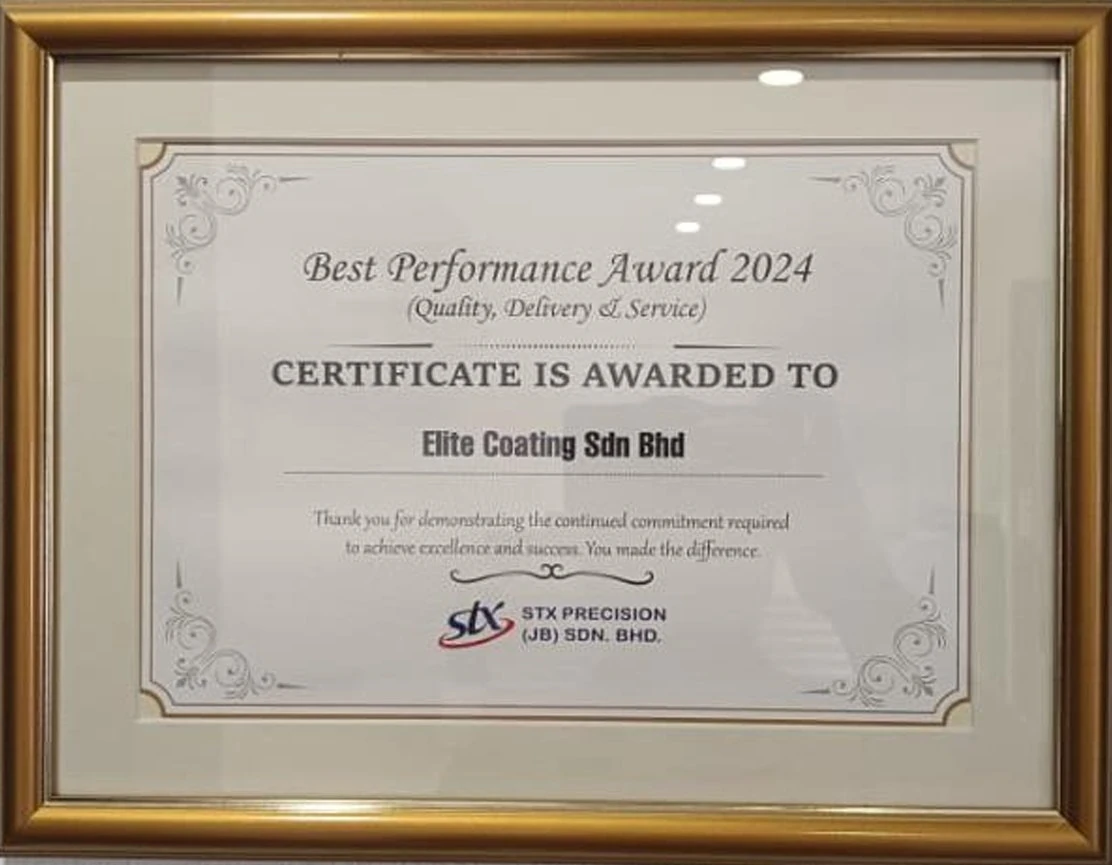 Best Performance Award 2024
(Quality, Delivery & Service)
CERTIFICATE IS AWARDED TO
Elite Coating Sdn Bhd
Thank you for demonstrating the continued commitment required
to achieve excellence and success. You made the difference.
stx STX PRECISION
(JB) SDN. BHD.